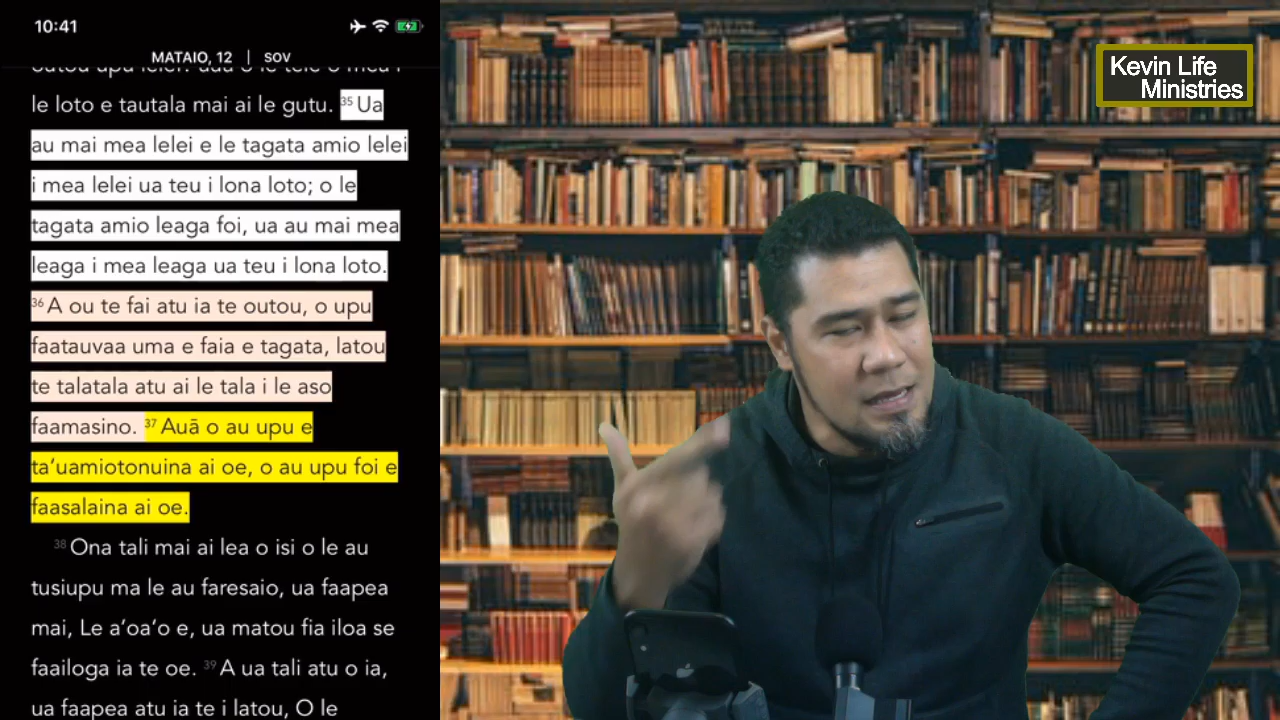 10:41
MATAIO, 12 | SOV
le loto e tautala mai ai le gutu. 35 Ua
au mai mea lelei e le tagata amio lelei
i mea lelei ua teu i lona loto; o le
tagata amio leaga foi, ua au mai mea
leaga i mea leaga ua teu i lona loto.
36 A ou te fai atu ia te outou, o upu
faatauvaa uma e faia e tagata, latou
te talatala atu ai le tala i le aso
faamasino. 37 Auā o au upu e
ta‘uamiotonuina ai oe, o au upu foi e
faasalaina ai oe.
38 Ona tali mai ai lea o isi o le au
tusiupu ma le au faresaio, ua faapea
mai, Le a‘oa‘o e, ua matou fia iloa se
faailoga ia te oe. 39 A ua tali atu o ia,
ua faapea atu ia te i latou, O le
Kevin Life
Ministries